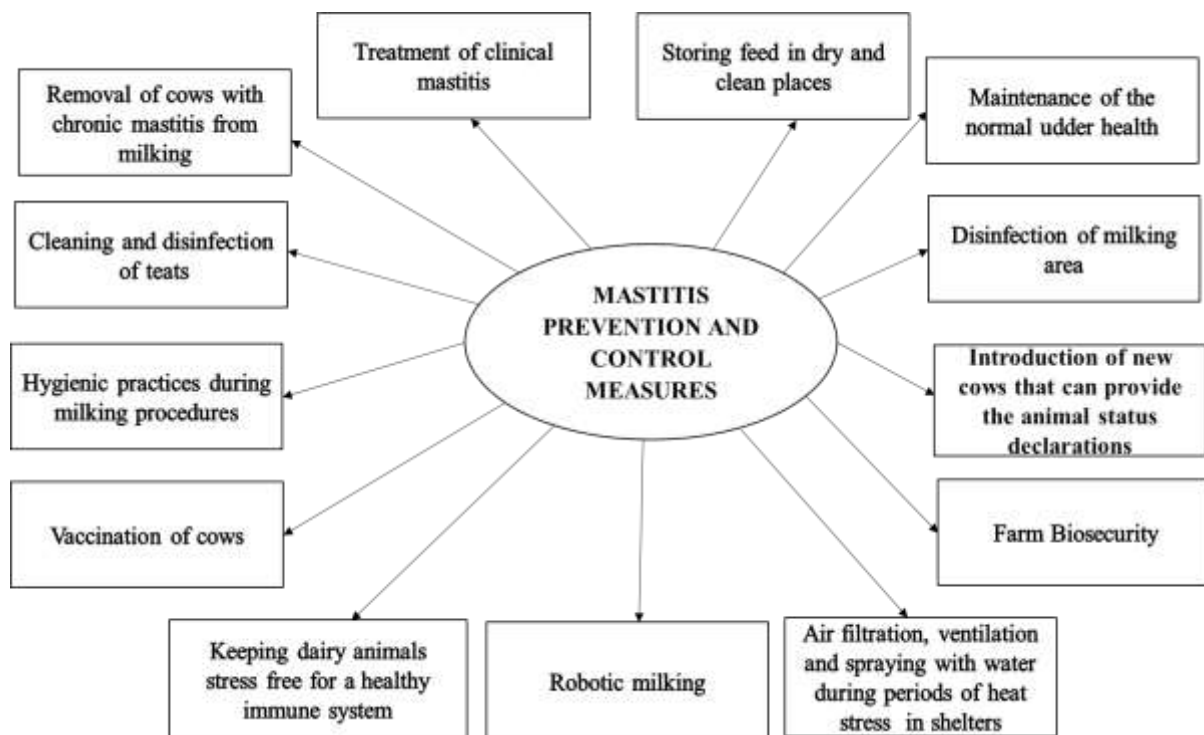 Treatment of clinical
mastitis
Storing feed in dry and
clean places
Removal of cows with
chronic mastitis from
milking
Maintenance of the
normal udder health
Cleaning and disinfection
of teats
Disinfection of milking
area
MASTITIS
PREVENTION AND
CONTROL
MEASURES
Hygienic practices during
milking procedures
Introduction of new
cows that can provide
the animal status
declarations
Vaccination of cows
Farm Biosecurity
Keeping dairy animals
stress free for a healthy
immune system
Robotic milking
Air filtration, ventilation
and spraying with water
during periods of heat
stress in shelters